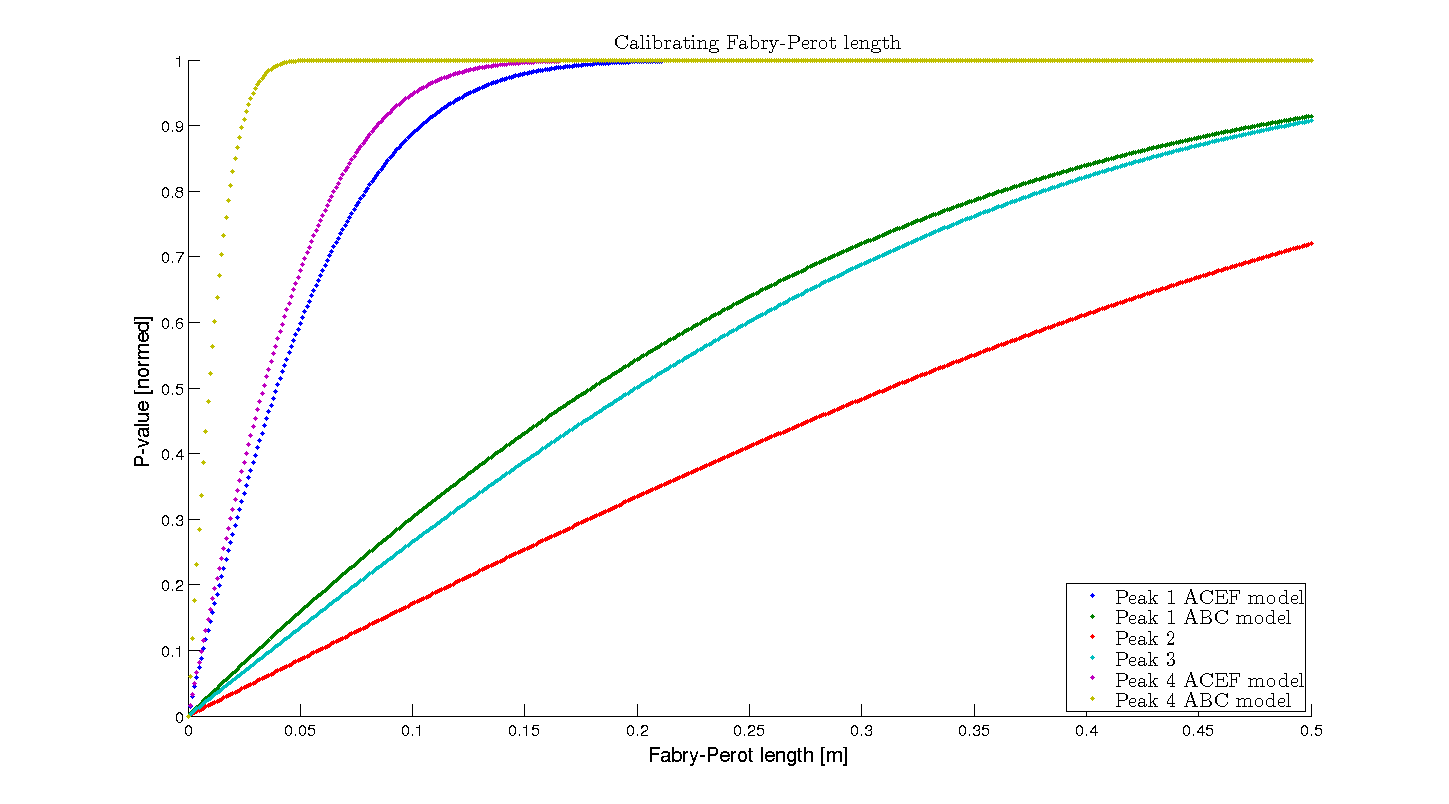 Calibrating Fabry-Perot length
1
0.9
0.8
0.7
0.6
0.5
0.4
0.3
0.2
0.1
0
P-value [normed]
Peak 1 ACEF model
Peak 1 ABC model
Peak 2
Peak 3
Peak 4 ACEF model
Peak 4 ABC model
0 0.05 0.1 0.15 0.2 0.25 0.3 0.35 0.4 0.45 0.5
Fabry-Perot length [m]